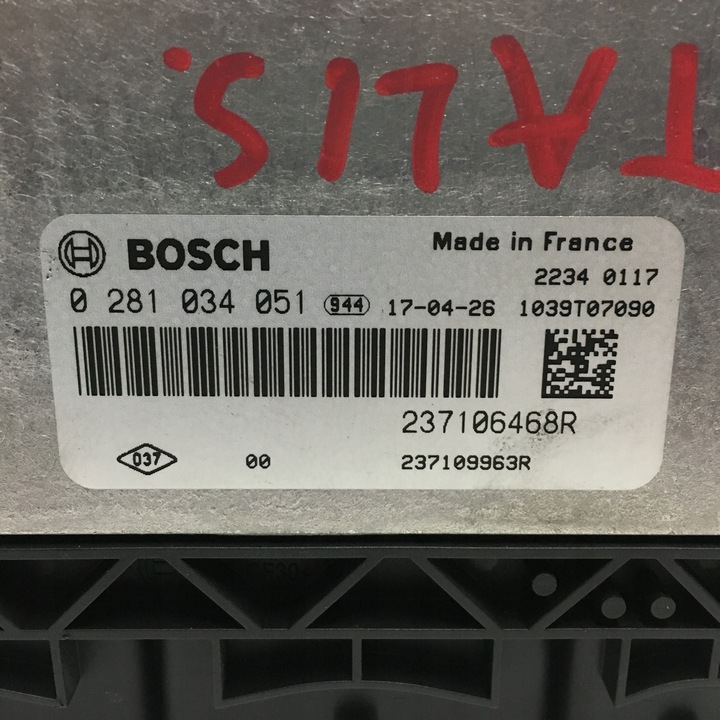 TALIS.
BOSCH
Made in France
2234 0117
0 281 034 051 944 17-04-26 1039T07090
237106468R
037 00 237109963R